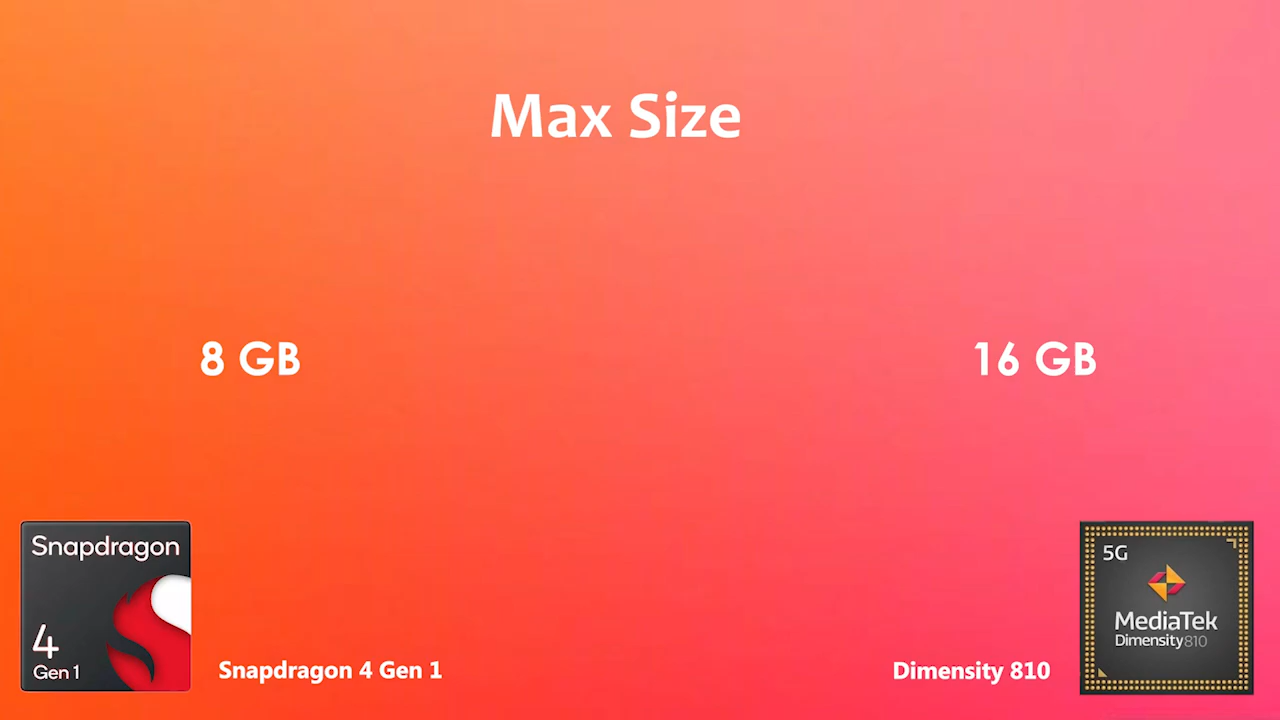 Max Size
8 GB
16 GB
Snapdragon
4
Gen 1
Snapdragon 4 Gen 1
Dimensity 810
5G
MediaTek
Dimensity810